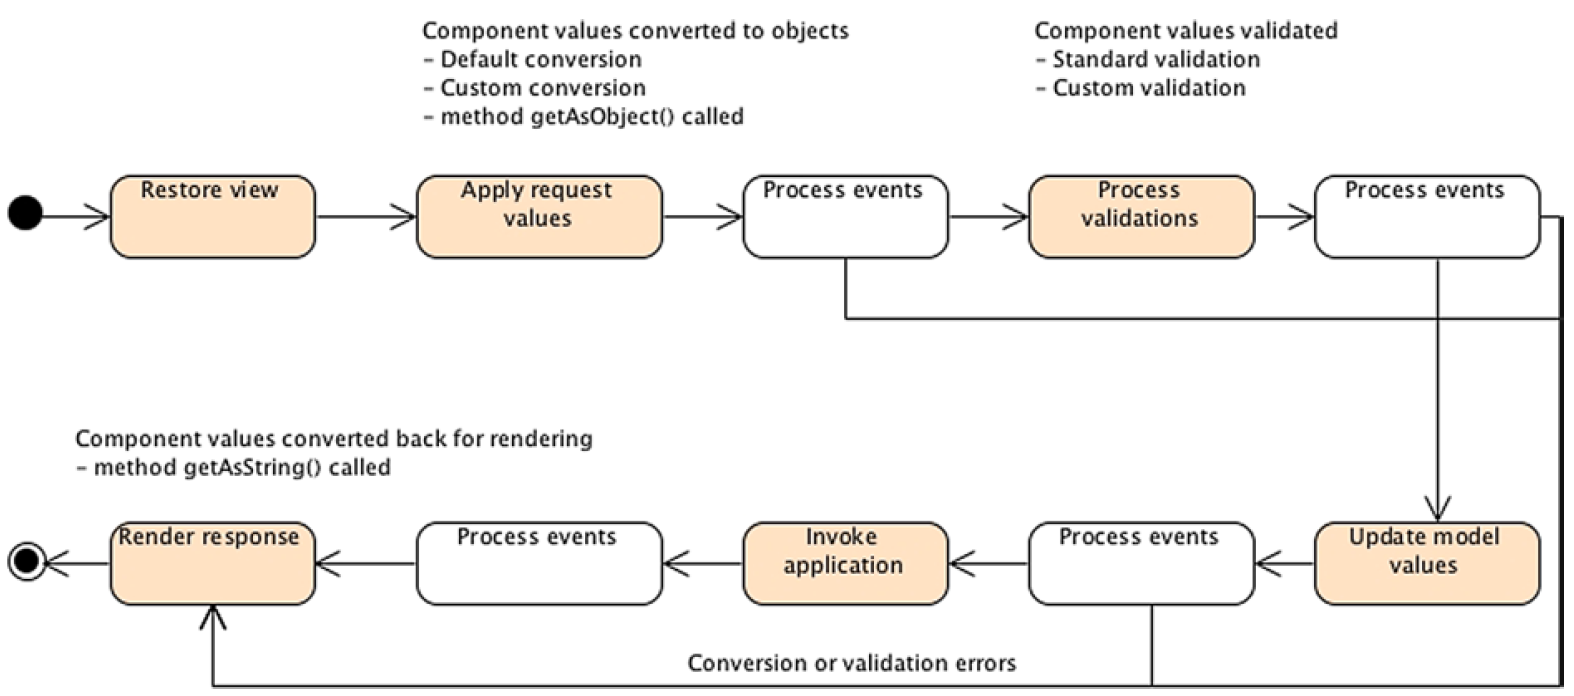 Component values converted to objects
– Default conversion
– Custom conversion
– method getAsObject() called
Component values validated
– Standard validation
– Custom validation
Restore view
Apply request
values
Process events
Process
validations
Process events
Component values converted back for rendering
– method getAsString() called
Render response
Process events
Invoke
application
Process events
Update model
values
Conversion or validation errors